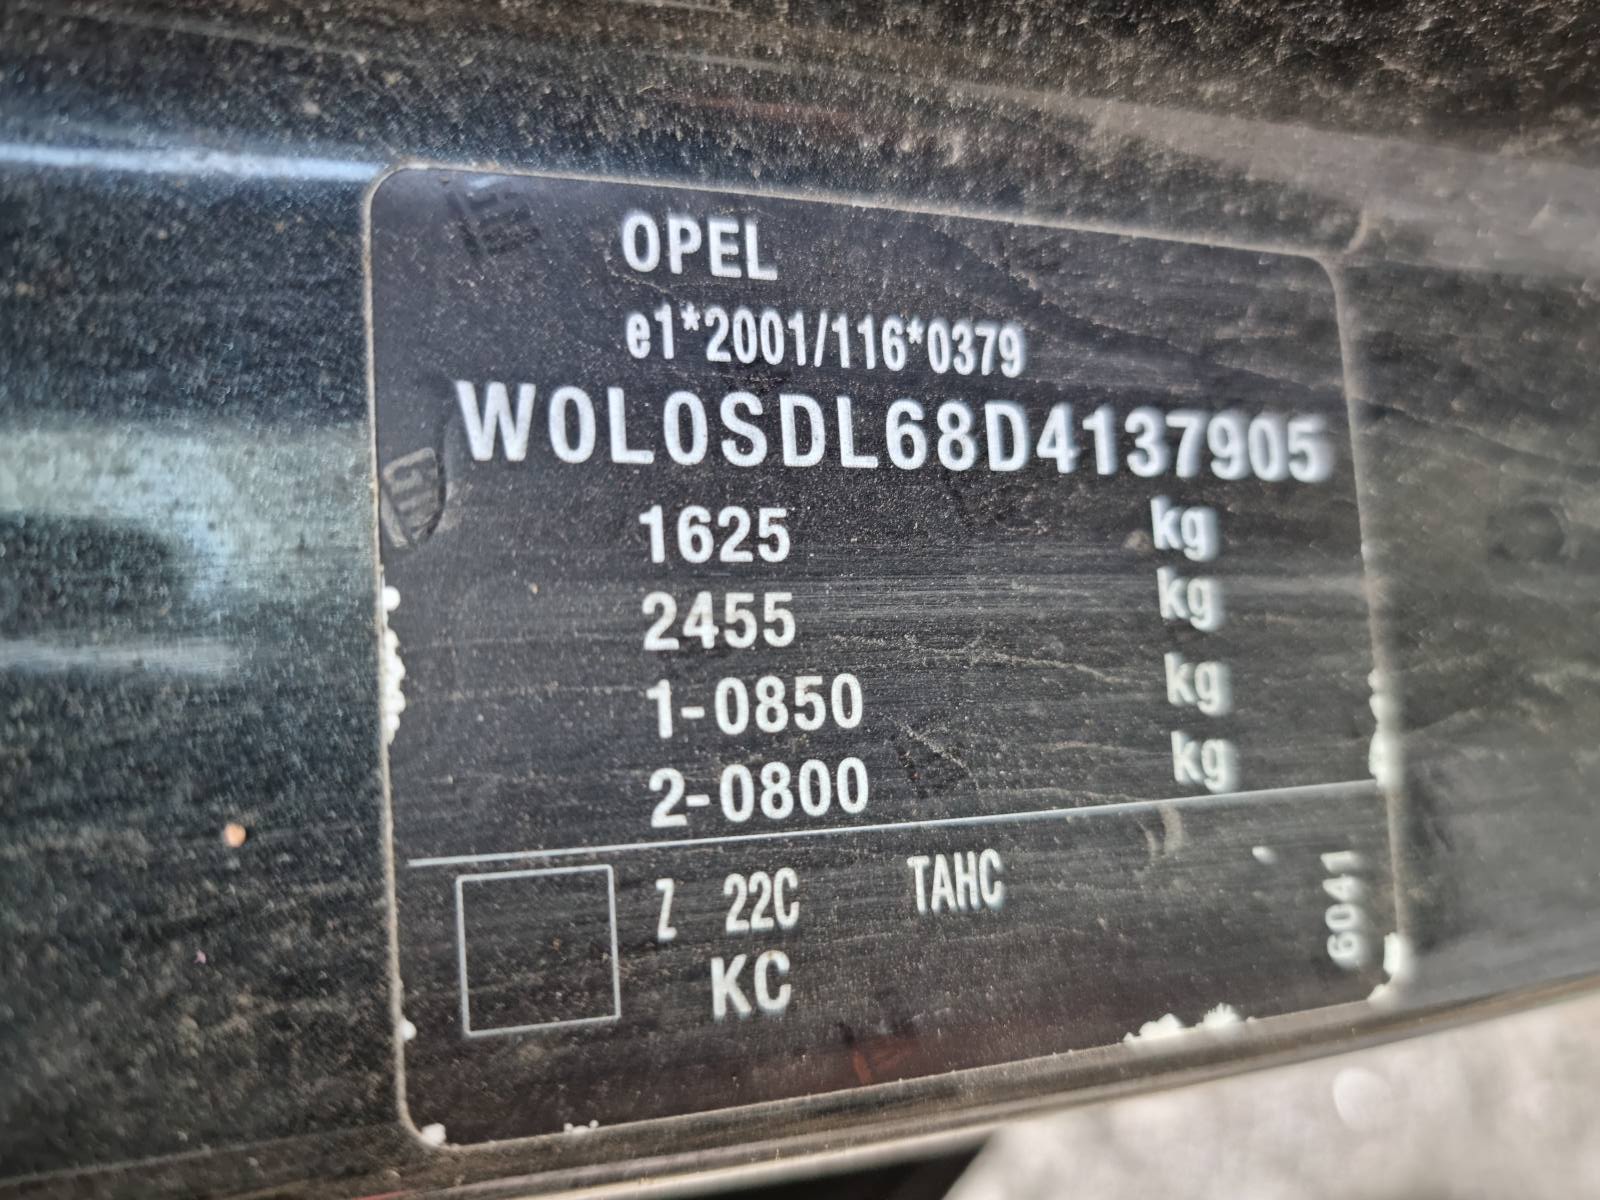 OPEL
e1*2001/116*0379
W0L0SDL68D4137905
1625 kg
2455 kg
1-0850 kg
2-0800 kg
Z 22C TAHC
KC
6041